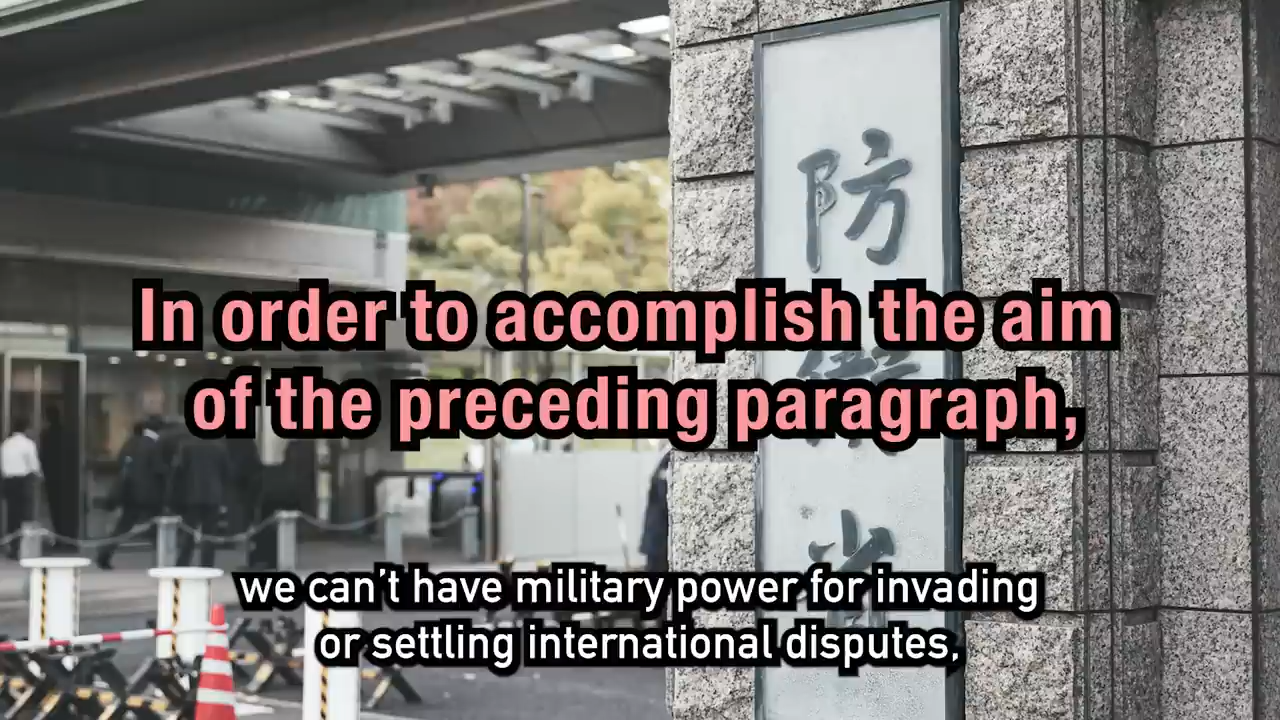 防
In order to accomplish the aim
of the preceding paragraph,
we can’t have military power for invading
or settling international disputes,